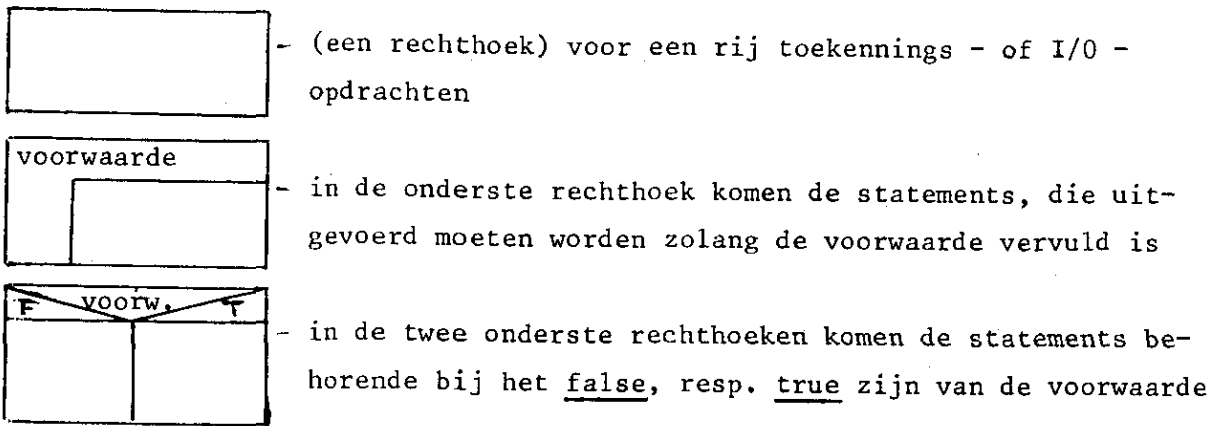 - (een rechthoek) voor een rij toekennings - of I/O -
opdrachten
voorwaarde
- in de onderste rechthoek komen de statements, die uit-
gevoerd moeten worden zolang de voorwaarde vervuld is
F voorw. T
- in de twee onderste rechthoeken komen de statements be-
horende bij het false, resp. true zijn van de voorwaarde